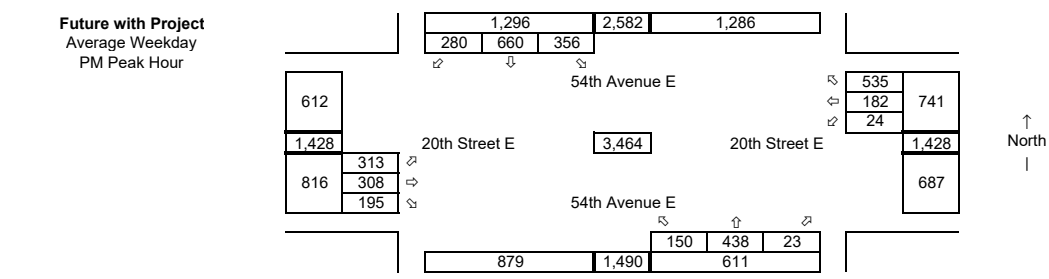 Future with Project
Average Weekday
PM Peak Hour
1,296 2,582 1,286
280 660 356
⬃ ⇩ ⬂
54th Avenue E
612
⬁ 535
⇦ 182 741
⬃ 24
↑
North
|
1,428 20th Street E 3,464 20th Street E 1,428
313 ⬀
816 308 ⇨ 687
195 ⬂
54th Avenue E
⬁ ⇧ ⬀
150 438 23
879 1,490 611